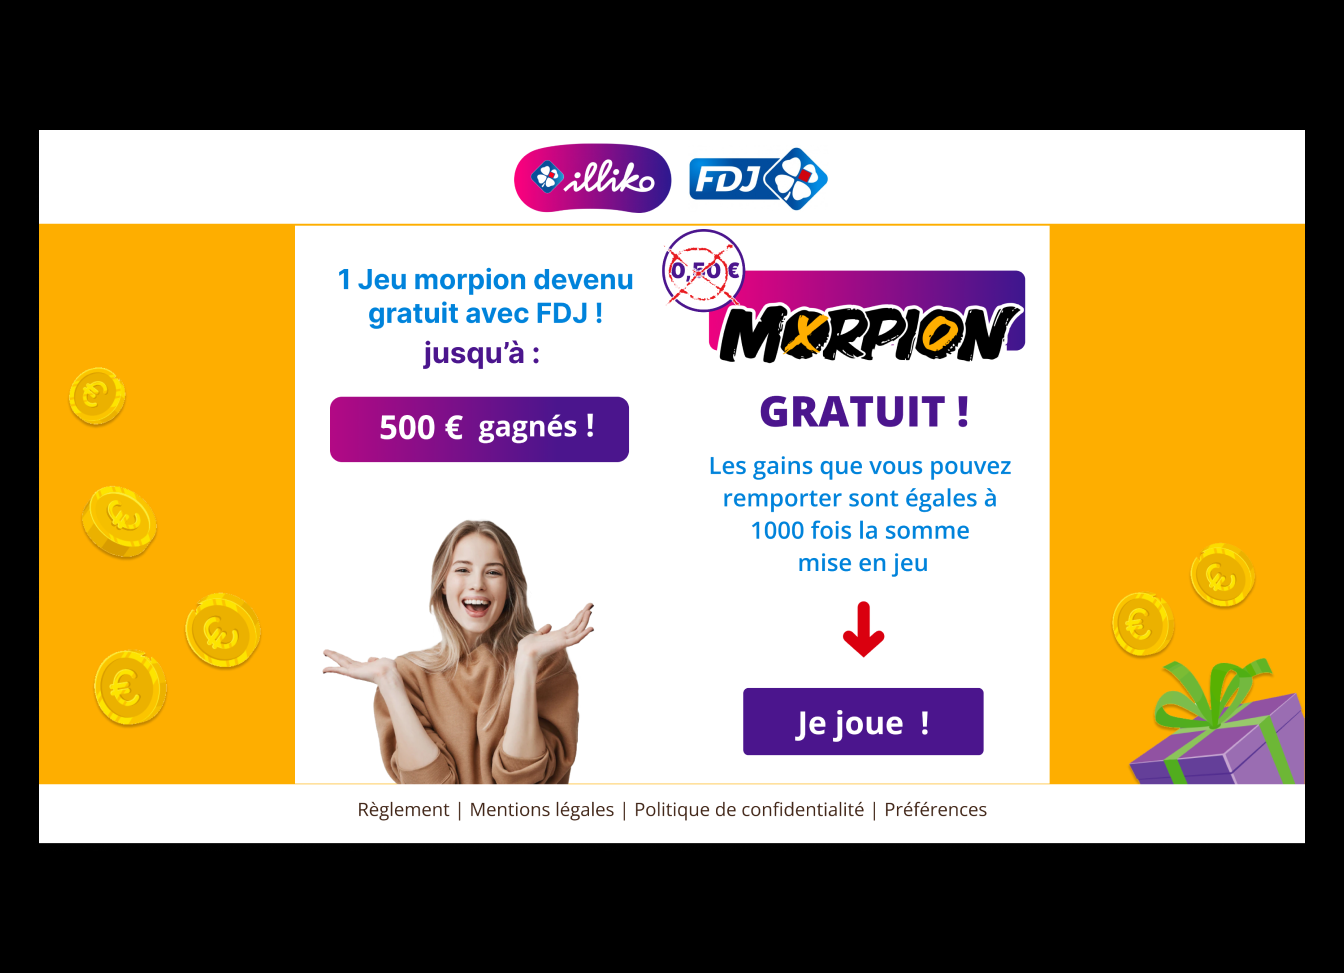 illiko FDJ
1 Jeu morpion devenu
gratuit avec FDJ !
jusqu'à :
500 € gagnés !
0,50 €
MORPION
GRATUIT !
Les gains que vous pouvez
remporter sont égales à
1000 fois la somme
mise en jeu
Je joue !
Règlement | Mentions légales | Politique de confidentialité | Préférences